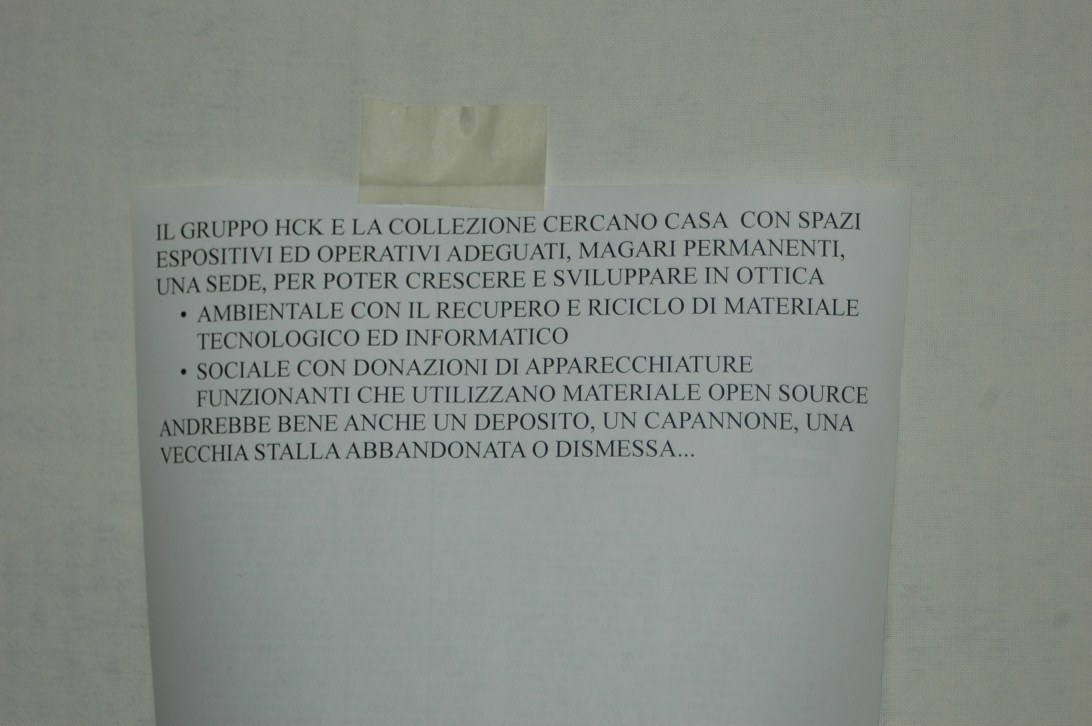 IL GRUPPO HCK E LA COLLEZIONE CERCANO CASA CON SPAZI
ESPOSITIVI ED OPERATIVI ADEGUATI, MAGARI PERMANENTI,
UNA SEDE, PER POTER CRESCERE E SVILUPPARE IN OTTICA
• AMBIENTALE CON IL RECUPERO E RICICLO DI MATERIALE
TECNOLOGICO ED INFORMATICO
• SOCIALE CON DONAZIONI DI APPARECCHIATURE
FUNZIONANTI CHE UTILIZZANO MATERIALE OPEN SOURCE
ANDREBBE BENE ANCHE UN DEPOSITO, UN CAPANNONE, UNA
VECCHIA STALLA ABBANDONATA O DISMESSA...